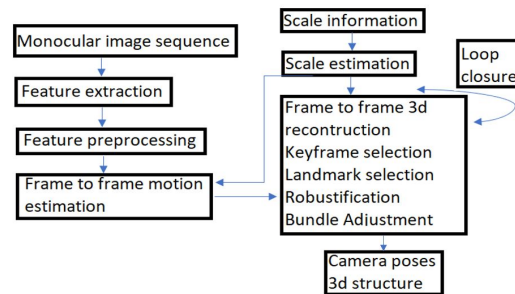 Monocular image sequence
Feature extraction
Feature preprocessing
Frame to frame motion
estimation
Scale information
Scale estimation
Loop
closure
Frame to frame 3d
recontruction
Keyframe selection
Landmark selection
Robustification
Bundle Adjustment
Camera poses
3d structure